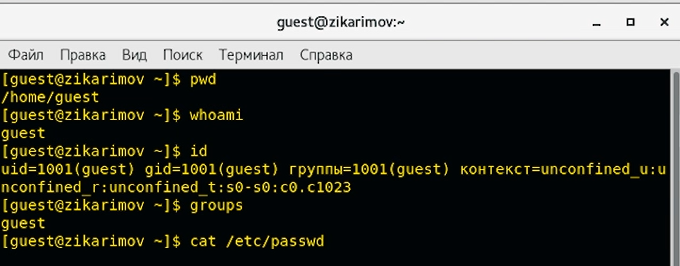 guest@zikarimov:~
Файл Правка Вид Поиск Терминал Справка
[guest@zikarimov ~]$ pwd
/home/guest
[guest@zikarimov ~]$ whoami
guest
[guest@zikarimov ~]$ id
uid=1001(guest) gid=1001(guest) группы=1001(guest) контекст=unconfined_u:u
nconfined_r:unconfined_t:s0-s0:c0.c1023
[guest@zikarimov ~]$ groups
guest
[guest@zikarimov ~]$ cat /etc/passwd